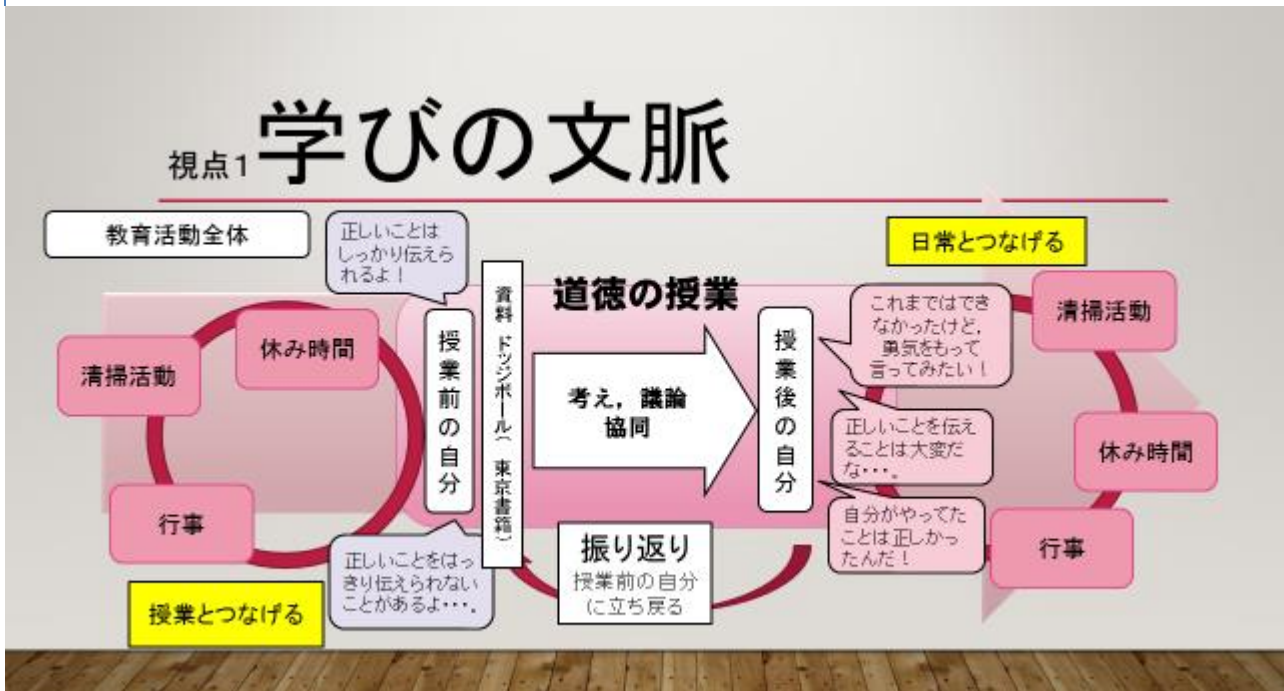 視点1 学びの文脈
教育活動全体
正しいことは
しっかり伝えら
れるよ！
日常とつなげる
道徳の授業
清掃活動
休み時間
行事
授業とつなげる
授業前の自分
正しいことをはっ
きり伝えられない
ことがあるよ・・・。
資料 ドッジボール（ 東京書籍）
考え，議論
協同
授業後の自分
振り返り
授業前の自分
に立ち戻る
これまではでき
なかったけど，
勇気をもって
言ってみたい！
正しいことを伝え
ることは大変だ
な・・・。
自分がやってた
ことは正しかっ
たんだ！
清掃活動
休み時間
行事